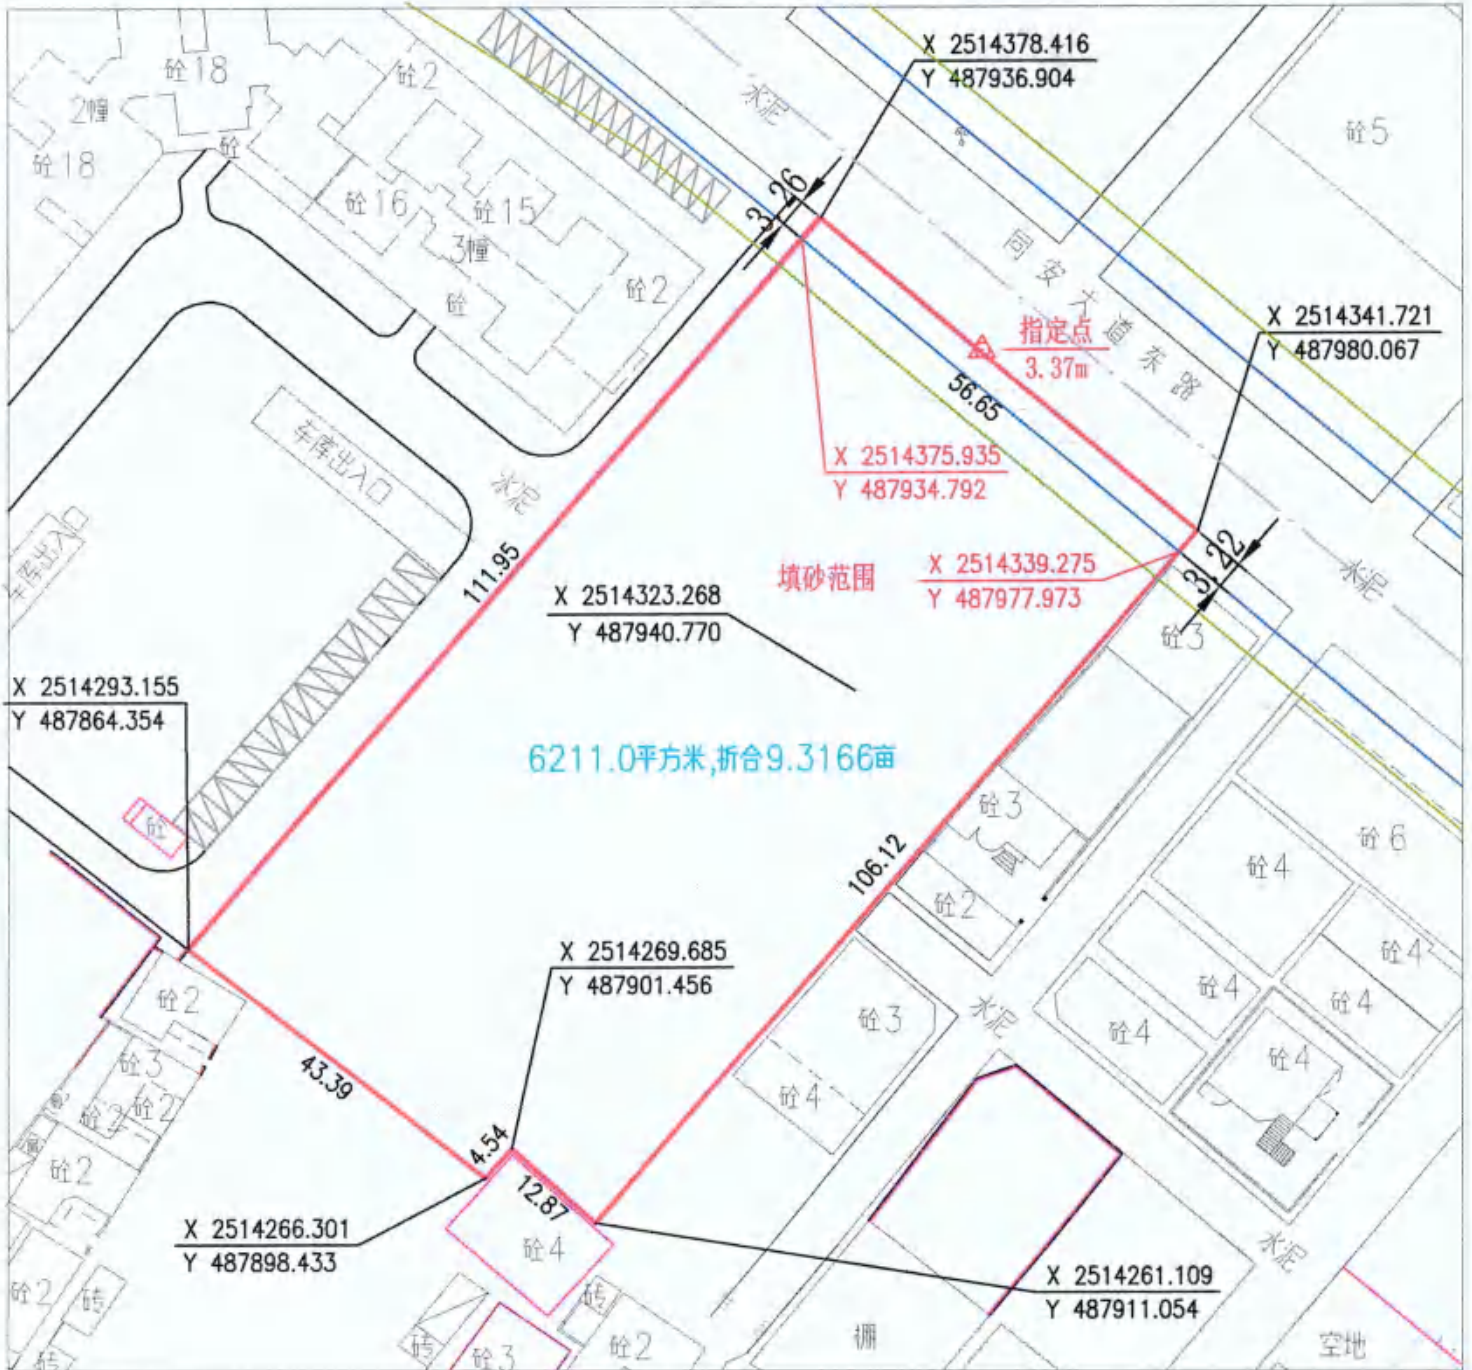 X 2514378.416
Y 487936.904
砼18
砼2
2幢
水泥
砼5
砼
砼18
26
3,
砼16
砼15
3幢
砼2
砼
同安大道东路
X 2514341.721
Y 487980.067
指定点
3.37m
56.65
车库出入口
水泥
X 2514375.935
Y 487934.792
车库出入口
111.95
填砂范围
X 2514339.275
Y 487977.973
3,
22
水泥
X 2514323.268
Y 487940.770
砼3
X 2514293.155
Y 487864.354
6211.0平方米,折合9.3166亩
砼
砼3
砼6
106.12
砼4
砼2
砼4
X 2514269.685
Y 487901.456
砼2
砼3
水泥
砼4
砼4
砼4
砼4
砼3
43.39
砼4
砼2
砼2
4.54
砼2
12.87
X 2514266.301
Y 487898.433
砼4
水泥
X 2514261.109
Y 487911.054
砼2
砖
砖
棚
空地
砖
砼3
砼2
砖